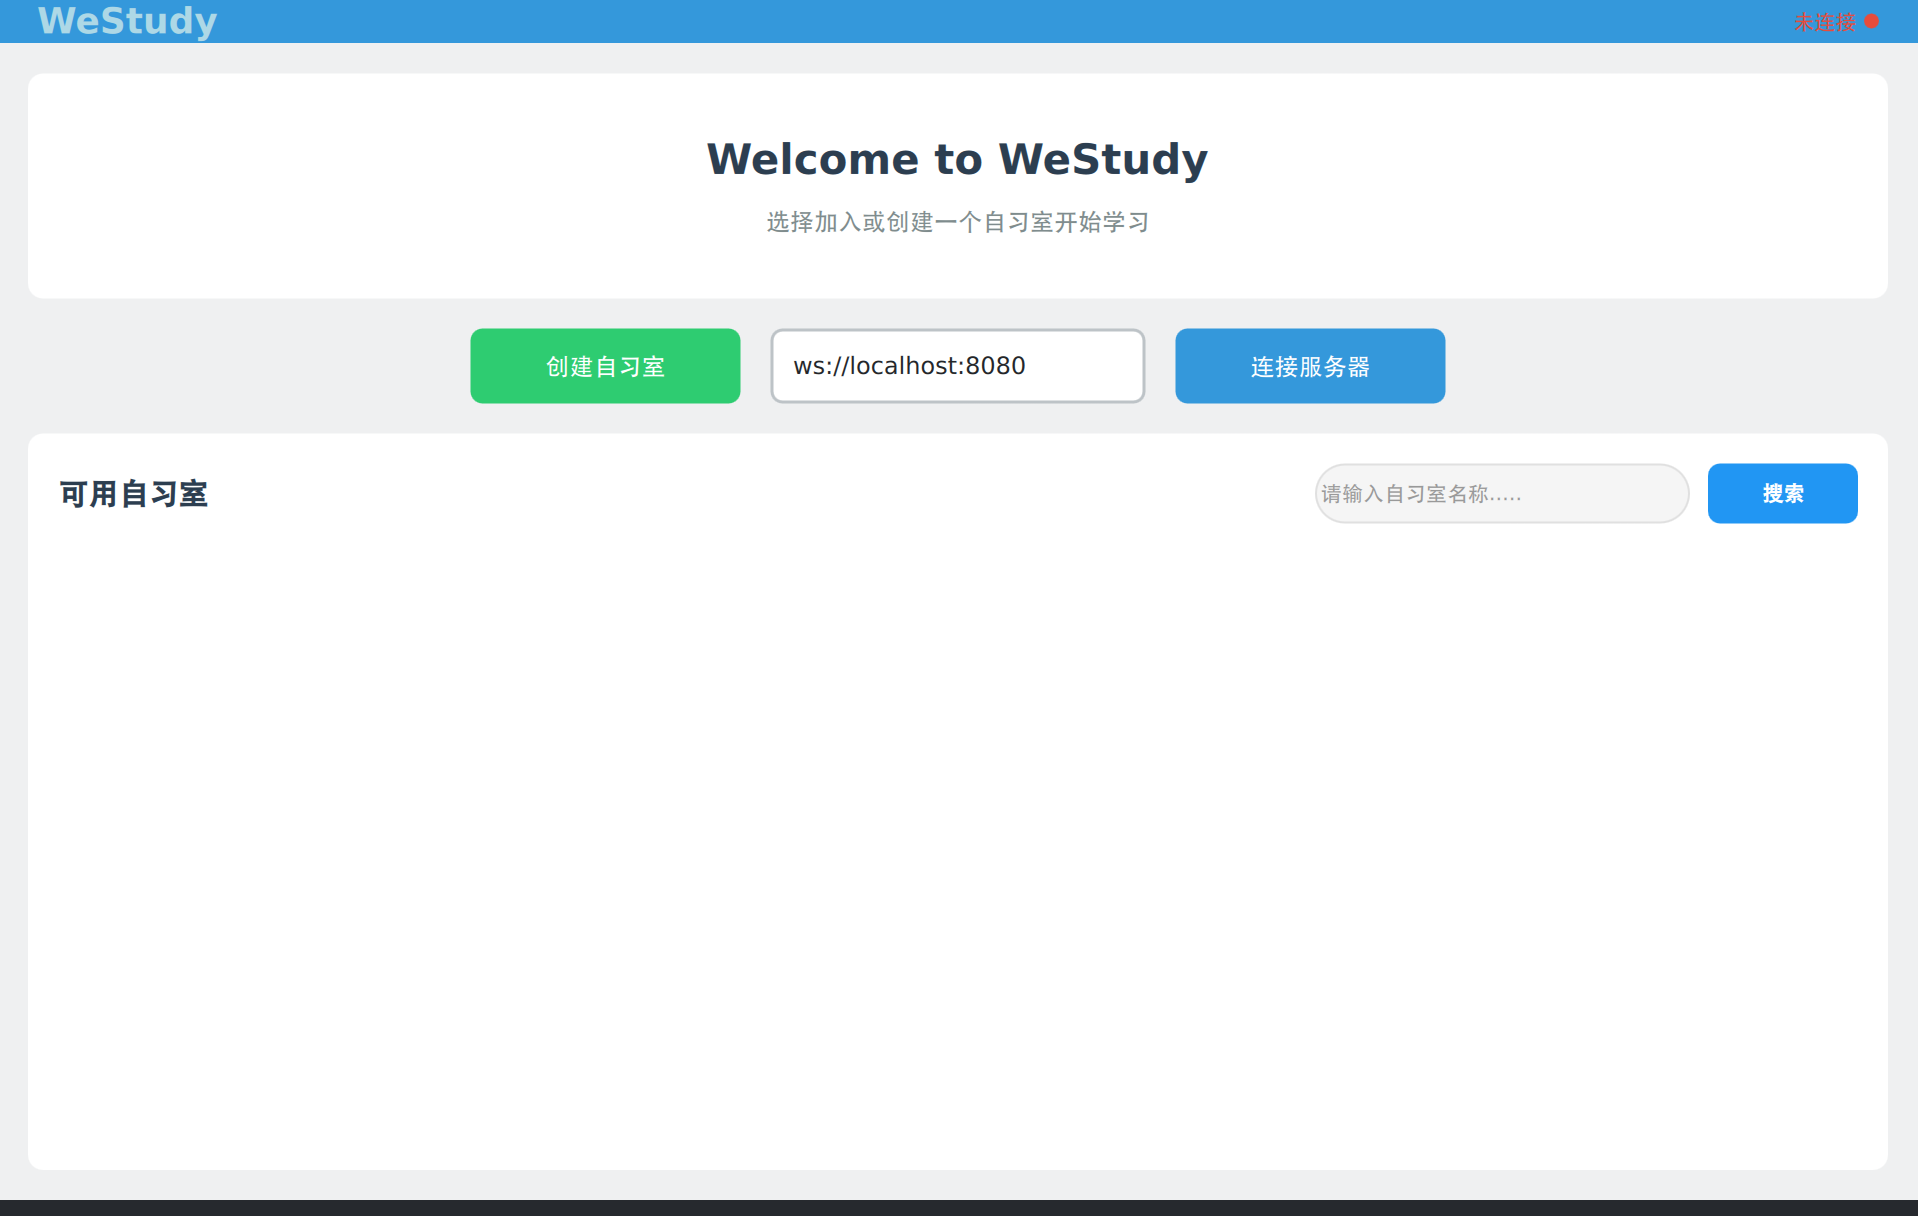 WeStudy
未连接
Welcome to WeStudy
选择加入或创建一个自习室开始学习
创建自习室
ws://localhost:8080
连接服务器
可用自习室
请输入自习室名称.....
搜索